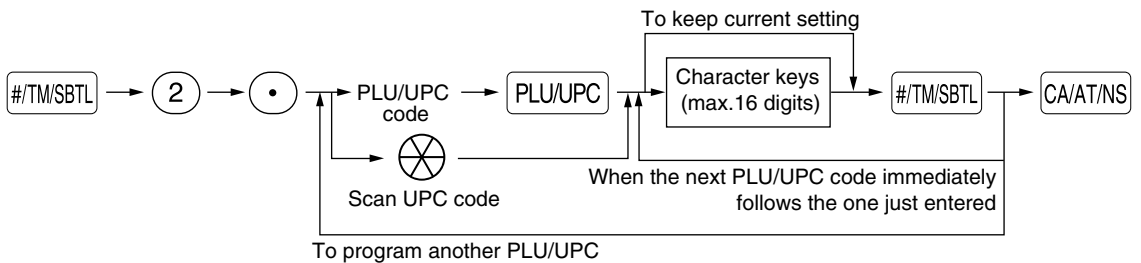 To keep current setting
#/TM/SBTL
2
•
PLU/UPC
code
PLU/UPC
Character keys
(max.16 digits)
#/TM/SBTL
CA/AT/NS
Scan UPC code
When the next PLU/UPC code immediately
follows the one just entered
To program another PLU/UPC